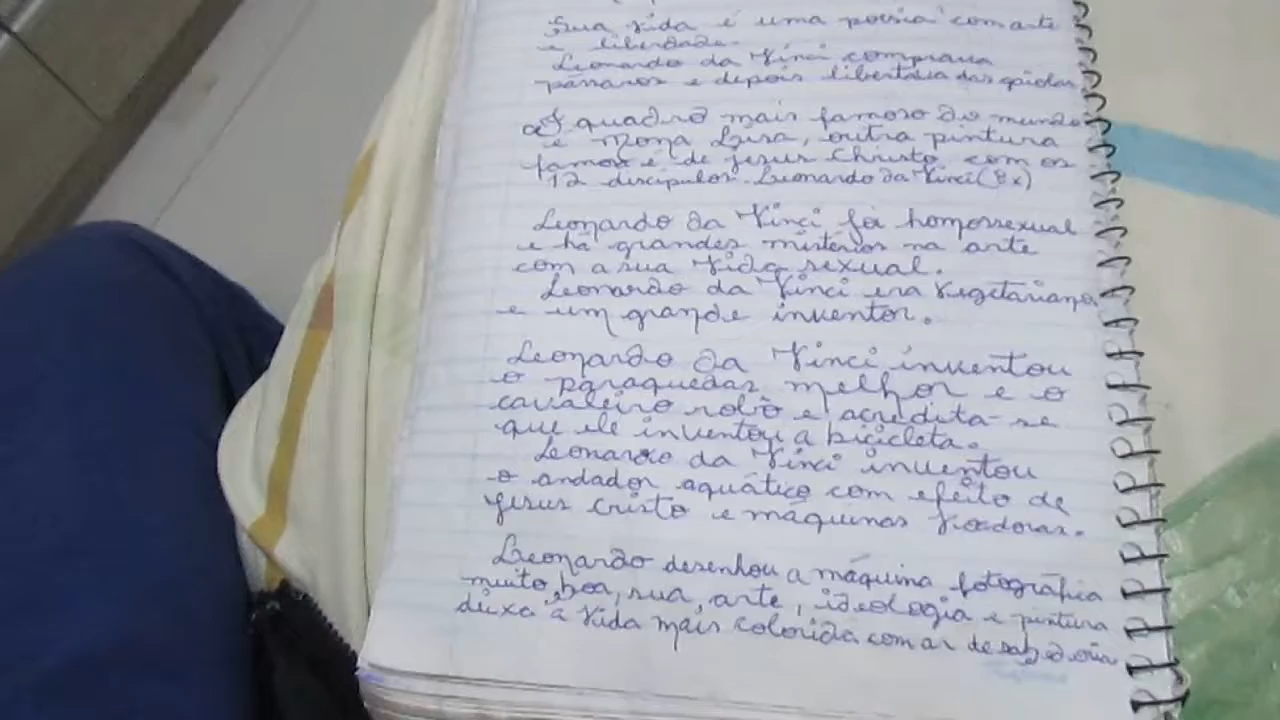 Sua vida é uma poesia com arte
e liberdade.
Leonardo da Vinci comprava
pássaros e depois libertava das gaiolas
O quadro mais famoso do mundo
é Mona Lisa, outra pintura
famosa é de Jesus Christo com os
12 discípulos. Leonardo da Vinci (8x)
Leonardo da Vinci foi homossexual
e há grandes mistérios na arte
com a sua vida sexual.
Leonardo da Vinci era vegetariano
e um grande inventor.
Leonardo da Vinci inventou
o paraquedas melhor e o
cavaleiro robô e acredita-se
que ele inventou a bicicleta.
Leonardo da Vinci inventou
o andador aquático com efeito de
Jesus Cristo e máquinas voadoras.
Leonardo desenhou a máquina fotográfica
muito boa, sua, arte, ideologia e pintura
deixa a vida mais colorida com ar de sabedoria